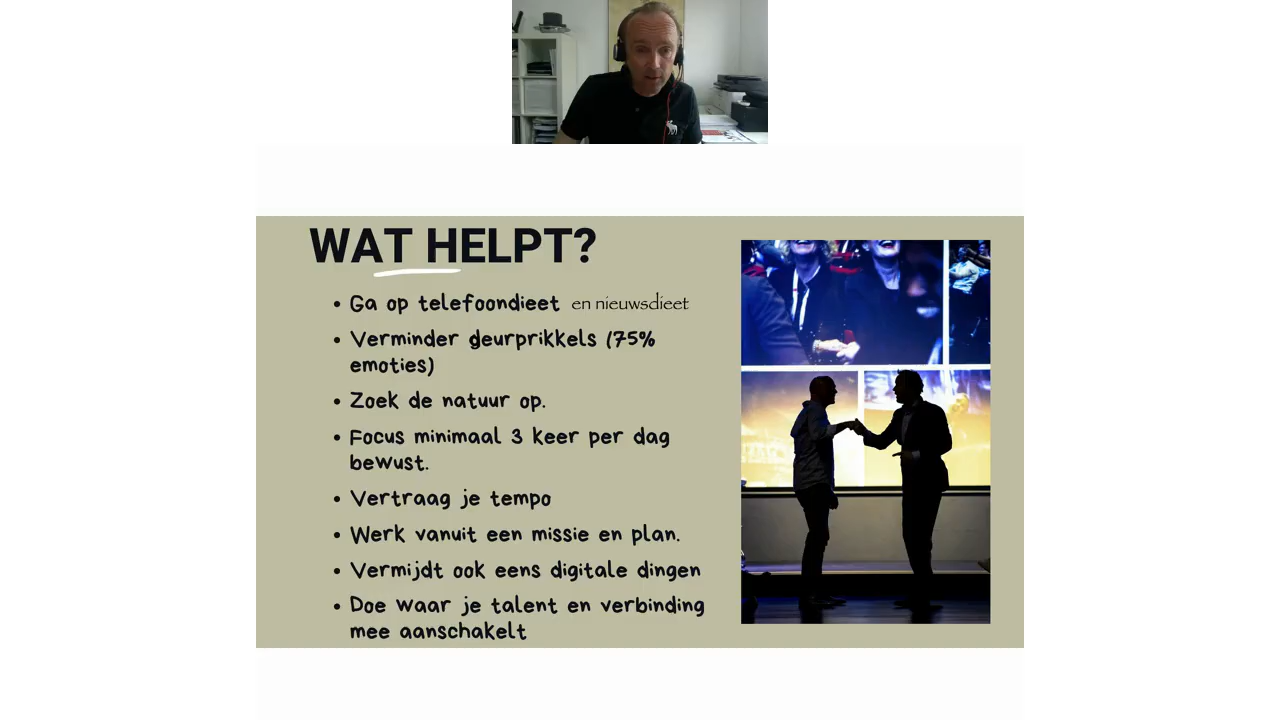 WAT HELPT?
• Ga op telefoondieet en nieuwsdieet
• Verminder deurprikkels (75%
emoties)
• Zoek de natuur op.
• Focus minimaal 3 keer per dag
bewust.
• Vertraag je tempo
• Werk vanuit een missie en plan.
• Vermijdt ook eens digitale dingen
• Doe waar je talent en verbinding
mee aanschakelt